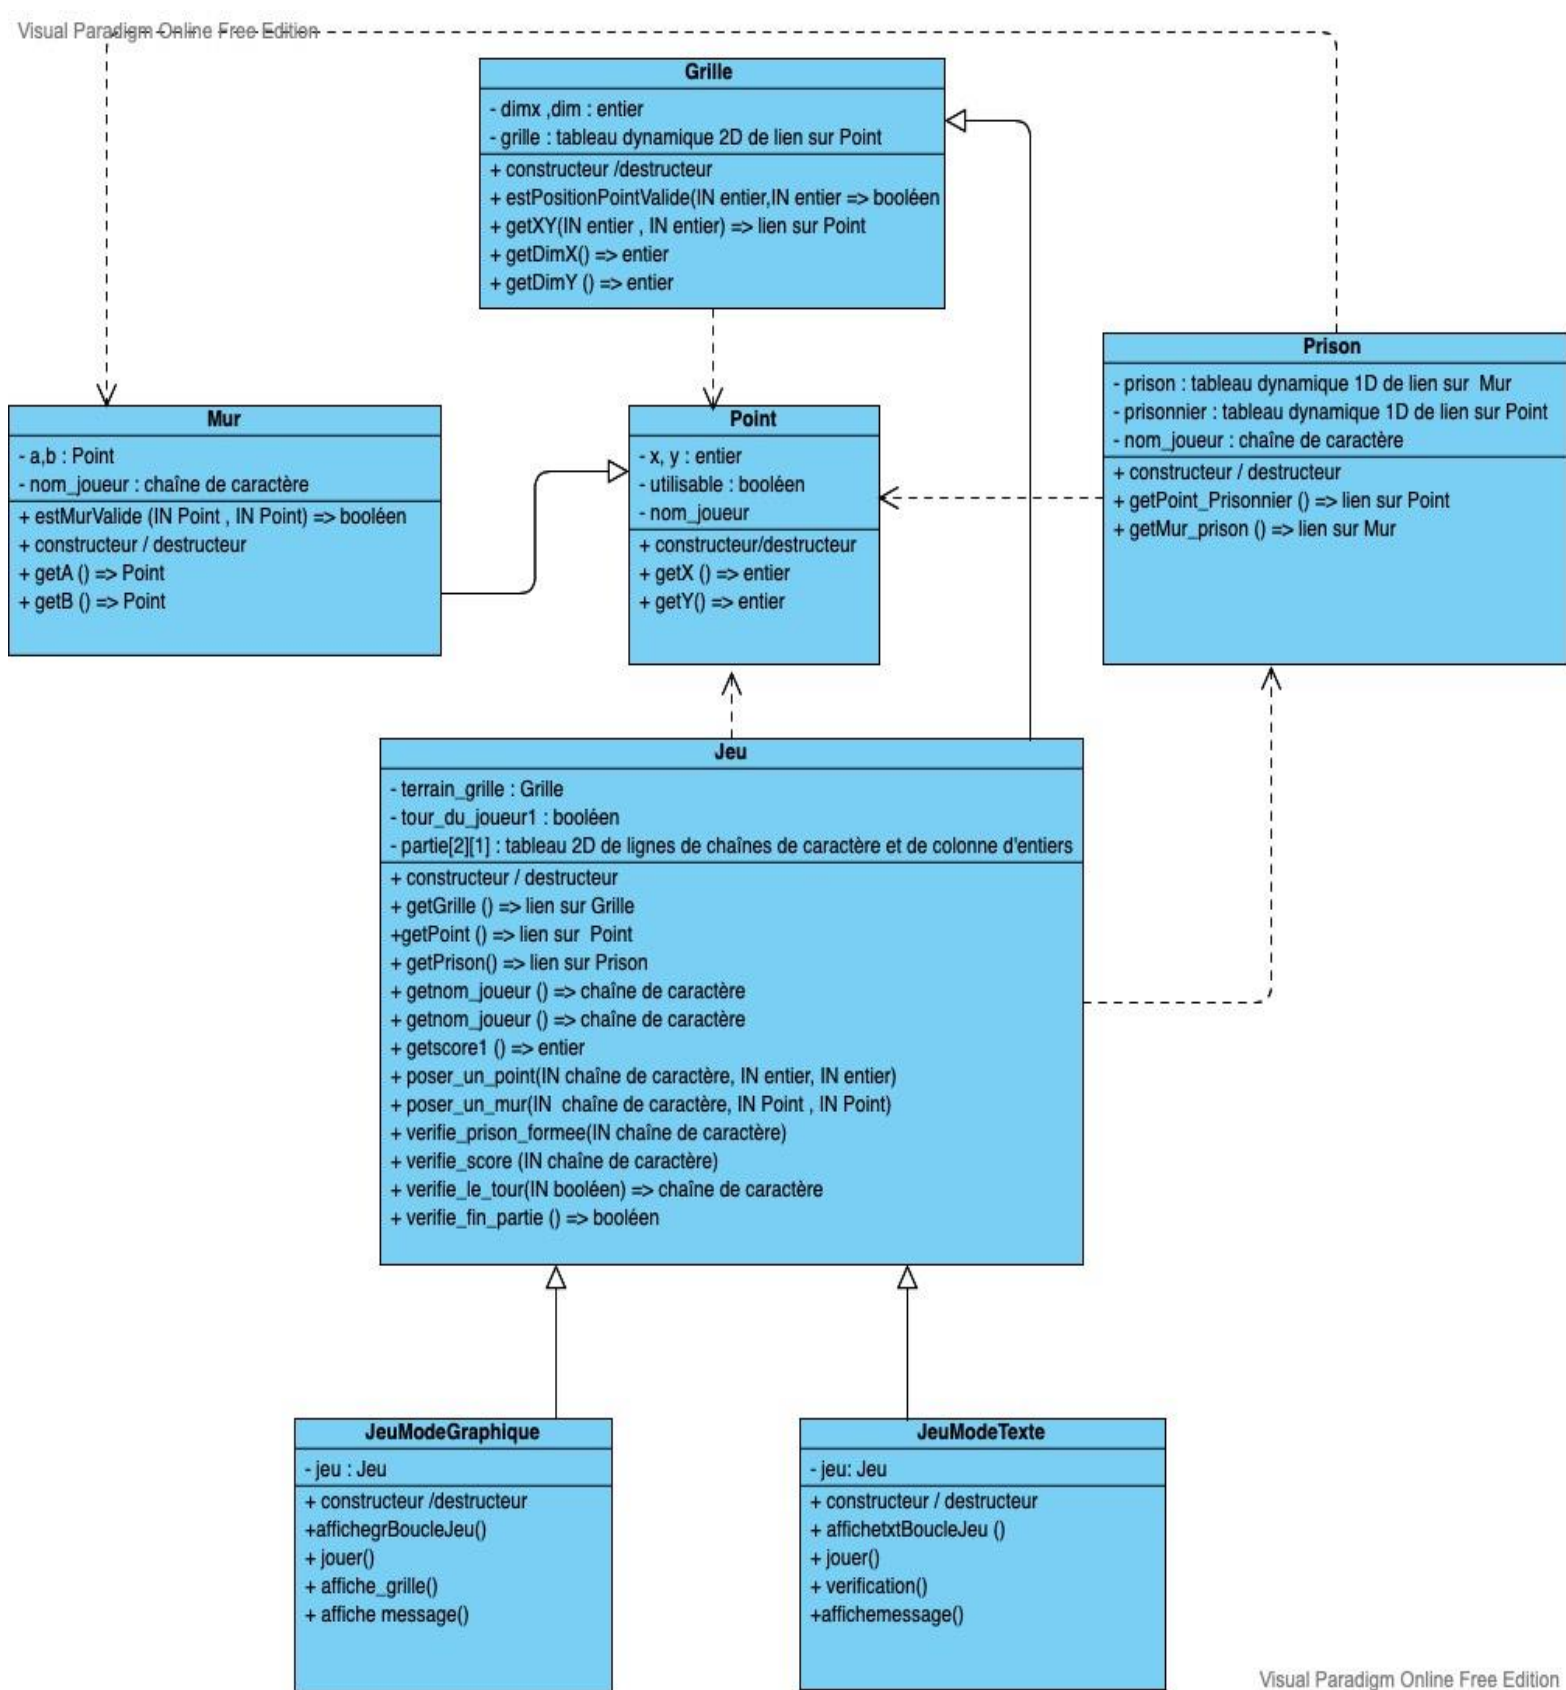 Visual Paradigm Online Free Edition
Grille
- dimx ,dim : entier
- grille : tableau dynamique 2D de lien sur Point
+ constructeur /destructeur
+ estPositionPointValide(IN entier,IN entier => booléen
+ getXY(IN entier , IN entier) => lien sur Point
+ getDimX() => entier
+ getDimY () => entier
Prison
- prison : tableau dynamique 1D de lien sur Mur
- prisonnier : tableau dynamique 1D de lien sur Point
- nom_joueur : chaîne de caractère
+ constructeur / destructeur
+ getPoint_Prisonnier () => lien sur Point
+ getMur_prison () => lien sur Mur
Mur
- a,b : Point
- nom_joueur : chaîne de caractère
+ estMurValide (IN Point , IN Point) => booléen
+ constructeur / destructeur
+ getA () => Point
+ getB () => Point
Point
- x, y : entier
- utilisable : booléen
- nom_joueur
+ constructeur/destructeur
+ getX () => entier
+ getY() => entier
Jeu
- terrain_grille : Grille
- tour_du_joueur1 : booléen
- partie[2][1] : tableau 2D de lignes de chaînes de caractère et de colonne d'entiers
+ constructeur / destructeur
+ getGrille () => lien sur Grille
+getPoint () => lien sur Point
+ getPrison() => lien sur Prison
+ getnom_joueur () => chaîne de caractère
+ getnom_joueur () => chaîne de caractère
+ getscore1 () => entier
+ poser_un_point(IN chaîne de caractère, IN entier, IN entier)
+ poser_un_mur(IN chaîne de caractère, IN Point , IN Point)
+ verifie_prison_formee(IN chaîne de caractère)
+ verifie_score (IN chaîne de caractère)
+ verifie_le_tour(IN booléen) => chaîne de caractère
+ verifie_fin_partie () => booléen
JeuModeGraphique
- jeu : Jeu
+ constructeur /destructeur
+affichegrBoucleJeu()
+ jouer()
+ affiche_grille()
+ affiche message()
JeuModeTexte
- jeu: Jeu
+ constructeur / destructeur
+ affichetxtBoucleJeu ()
+ jouer()
+ verification()
+affichemessage()
Visual Paradigm Online Free Edition